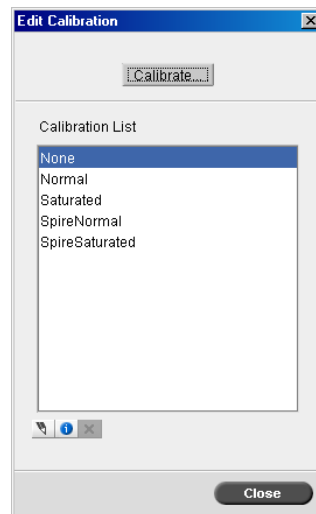 Edit Calibration
Calibrate...
Calibration List
None
Normal
Saturated
SpireNormal
SpireSaturated
Close